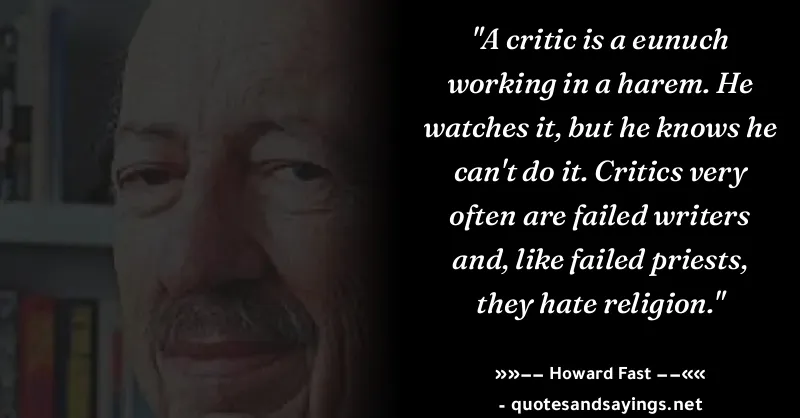 "A critic is a eunuch
working in a harem. He
watches it, but he knows he
can't do it. Critics very
often are failed writers
and, like failed priests,
they hate religion."
»»−− Howard Fast −−««
- quotesandsayings.net